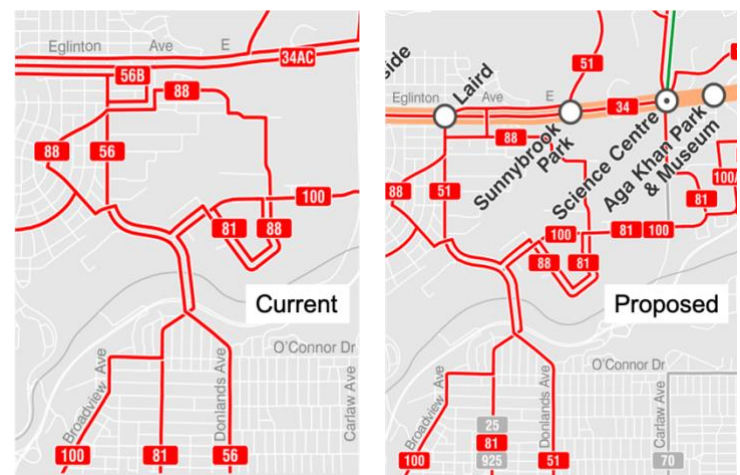 Eglinton Ave E
34AC
56B
88
88
56
100
81
88
Current
O'Connor Dr
Broadview Ave
Donlands Ave
Carlaw Ave
100
81
56
side
51
Laird
Eglinton Ave E
34
88
Sunnybrook Park
Science Centre
Aga Khan Park & Museum
100A
88
51
81
100
81
100
88
81
Proposed
O'Connor Dr
Broadview Ave
Donlands Ave
Carlaw Ave
25
81
925
100
51
70